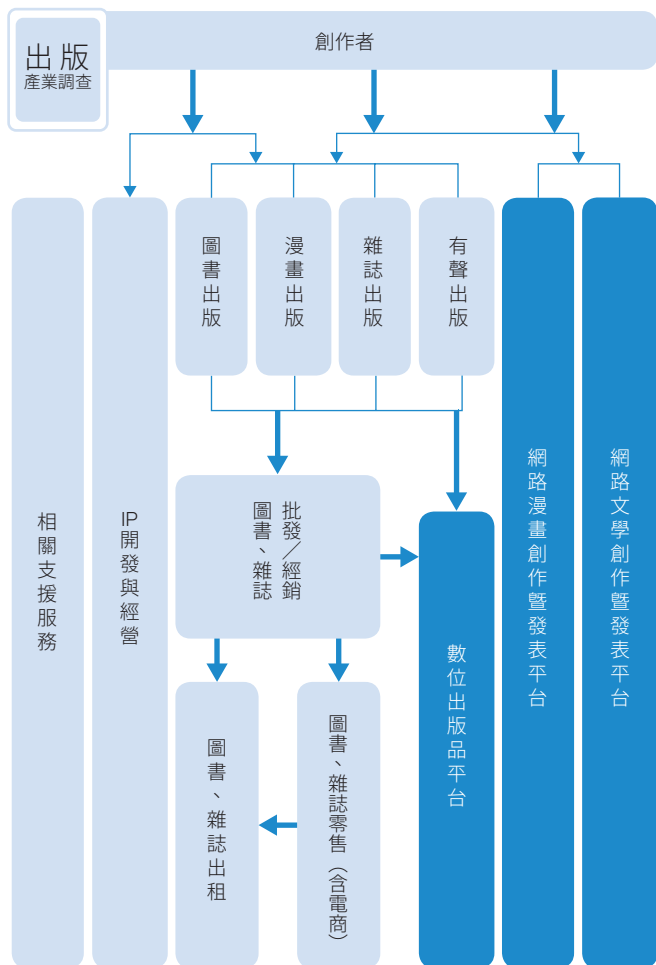 出版
產業調查
創作者
相關支援服務
IP開發與經營
圖書出版
漫畫出版
雜誌出版
有聲出版
網路漫畫創作暨發表平台
網路文學創作暨發表平台
批發／經銷
圖書、雜誌
數位出版品平台
圖書、雜誌出租
圖書、雜誌零售（含電商）